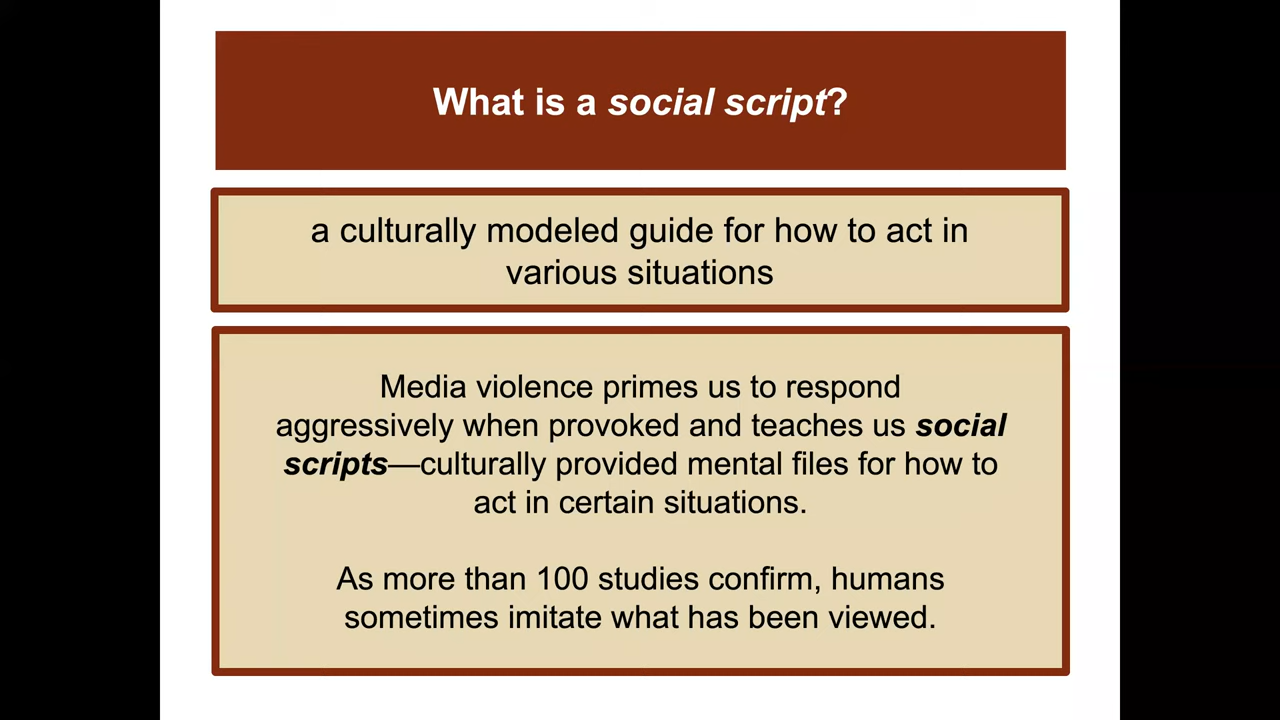 What is a social script?
a culturally modeled guide for how to act in
various situations
Media violence primes us to respond
aggressively when provoked and teaches us social
scripts—culturally provided mental files for how to
act in certain situations.
As more than 100 studies confirm, humans
sometimes imitate what has been viewed.